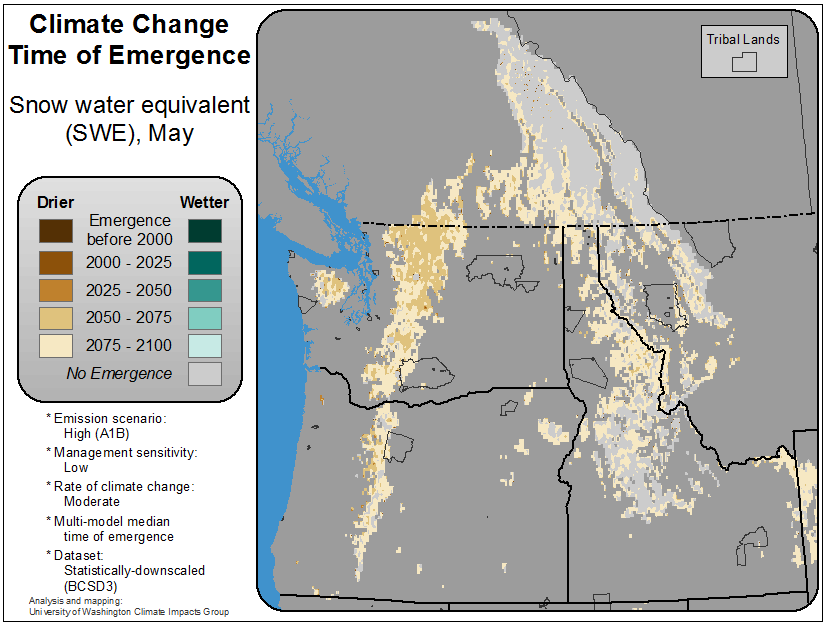 Climate Change
Time of Emergence
Snow water equivalent
(SWE), May
Drier
Wetter
Emergence
before 2000
2000 - 2025
2025 - 2050
2050 - 2075
2075 - 2100
No Emergence
* Emission scenario:
High (A1B)
* Management sensitivity:
Low
* Rate of climate change:
Moderate
* Multi-model median
time of emergence
* Dataset:
Statistically-downscaled
(BCSD3)
Analysis and mapping:
University of Washington Climate Impacts Group
Tribal Lands